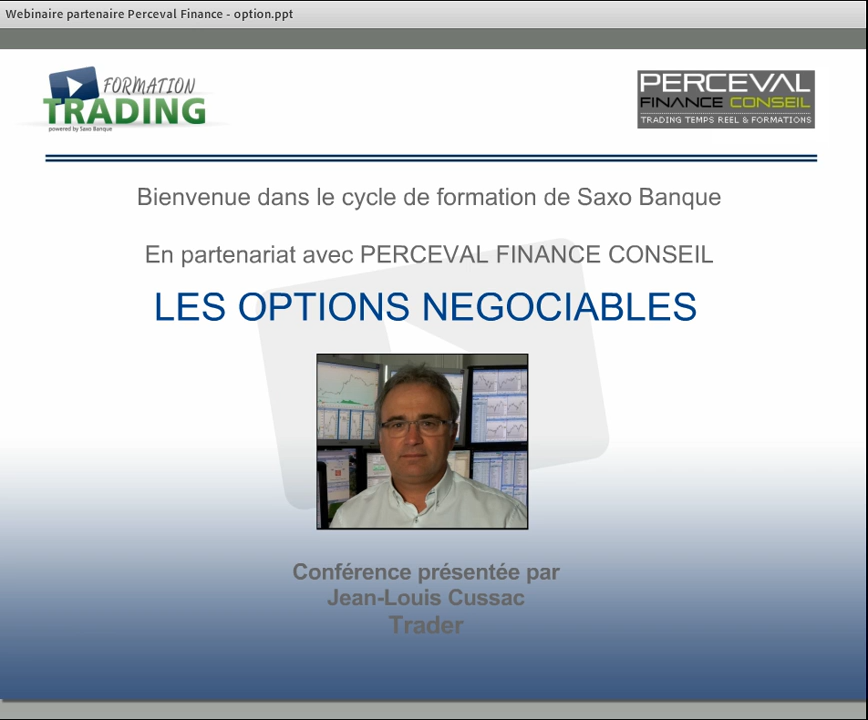 Webinaire partenaire Perceval Finance - option.ppt
FORMATION
TRADING
powered by Saxo Banque
PERCEVAL
FINANCE CONSEIL
TRADING TEMPS REEL & FORMATIONS
Bienvenue dans le cycle de formation de Saxo Banque
En partenariat avec PERCEVAL FINANCE CONSEIL
LES OPTIONS NEGOCIABLES
Conférence présentée par
Jean-Louis Cussac
Trader